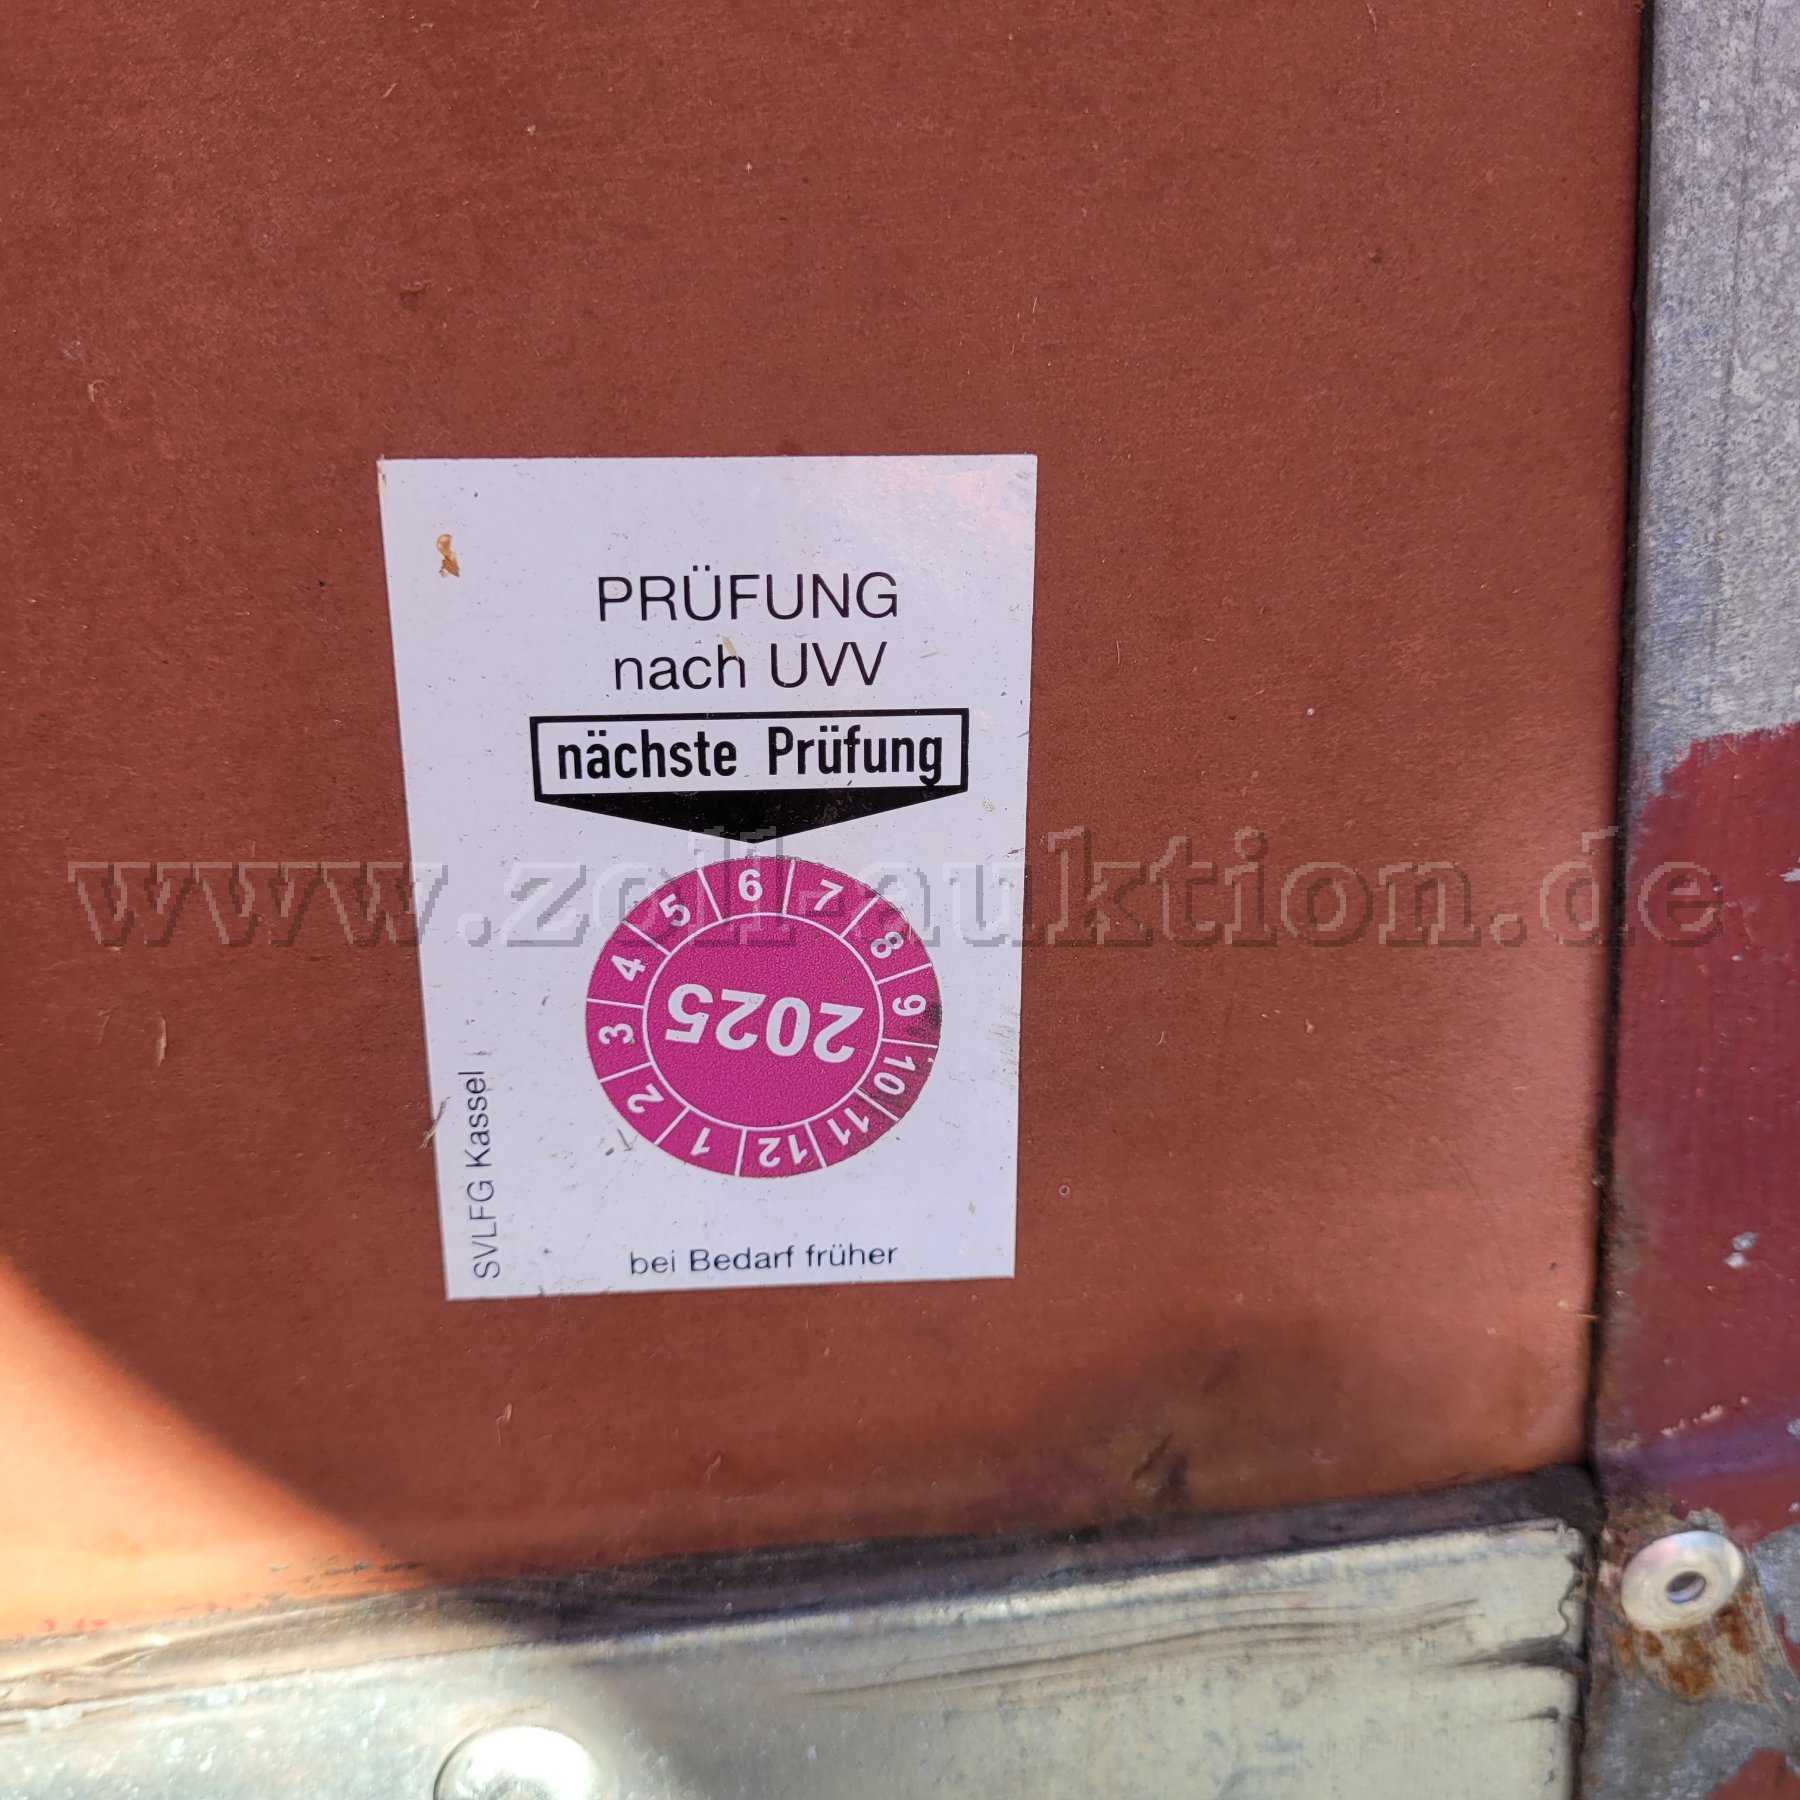 PRÜFUNG
nach UVV
nächste Prüfung
6 7 8 9 10 11 12 1 2 3 4 5
2025
SVLFG Kassel
bei Bedarf früher
www.zoll-auktion.de